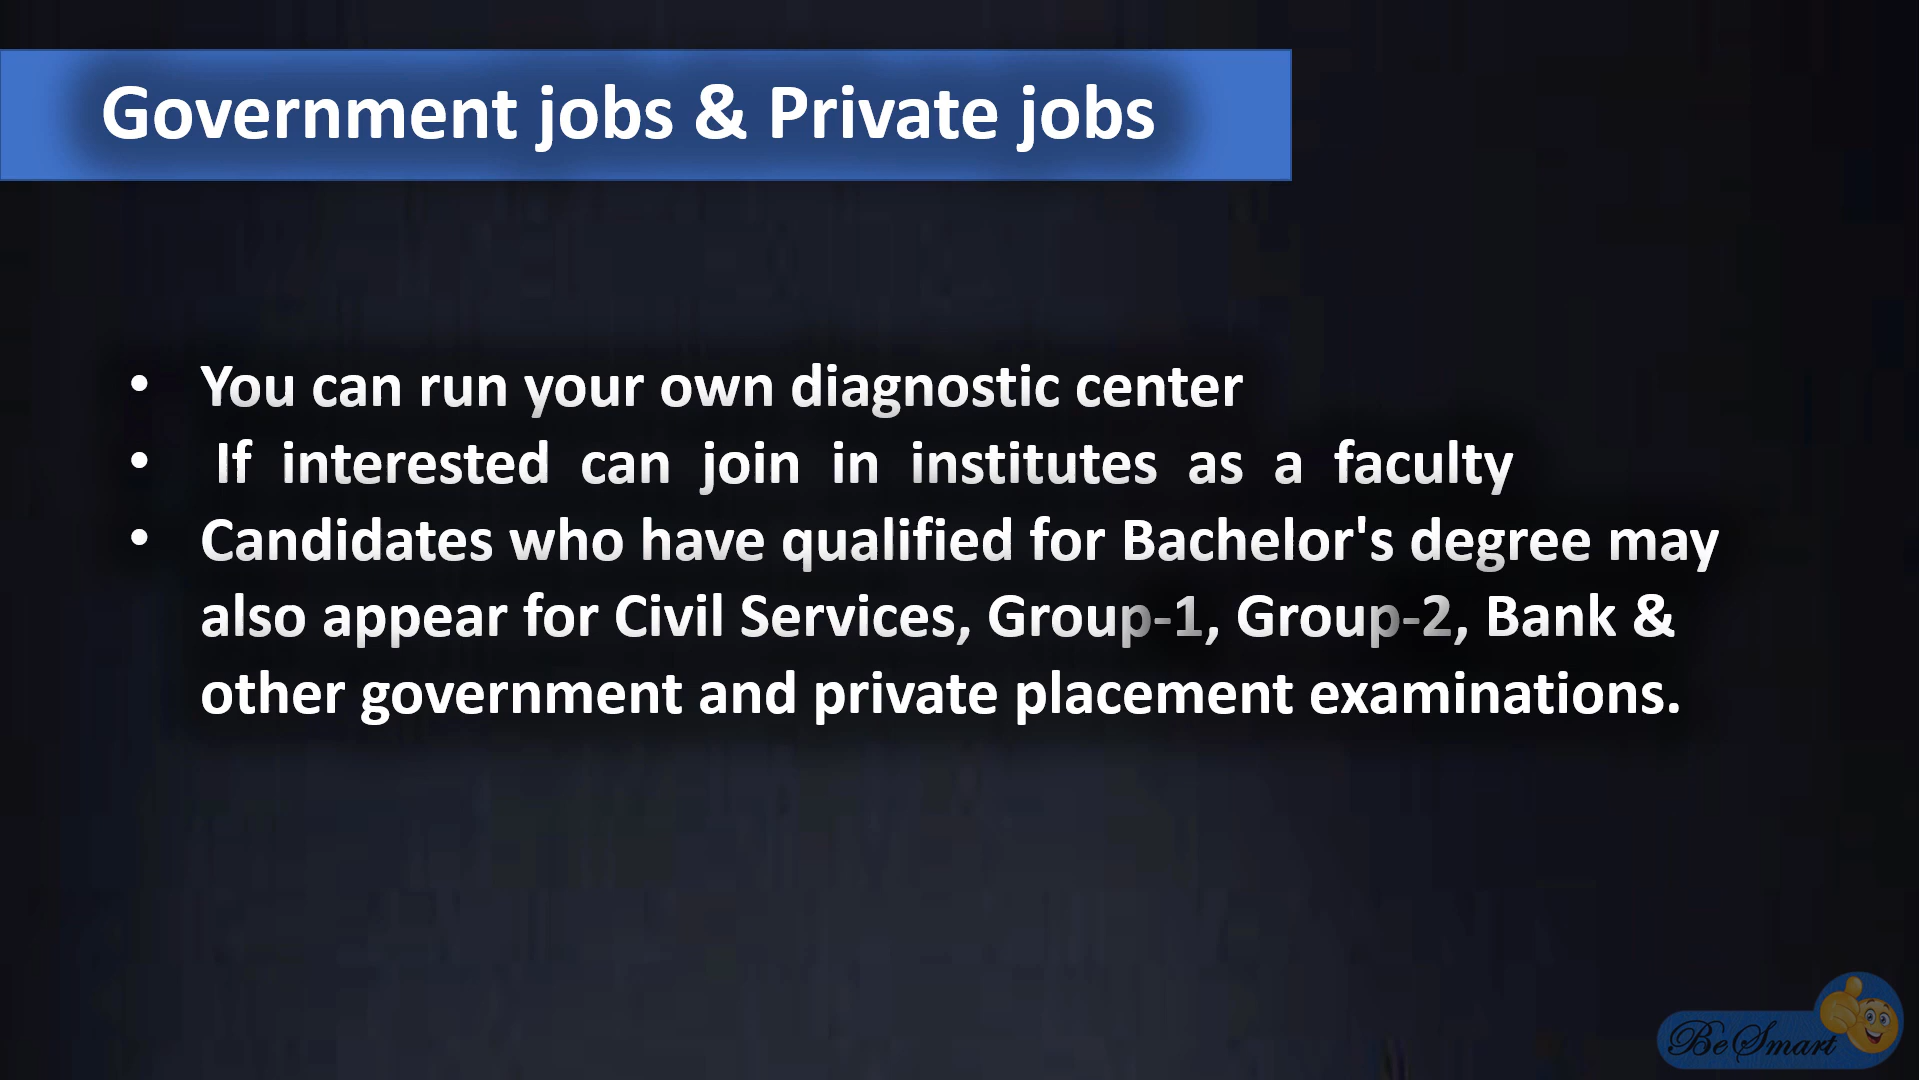 Government jobs & Private jobs
• You can run your own diagnostic center
• If interested can join in institutes as a faculty
• Candidates who have qualified for Bachelor's degree may
also appear for Civil Services, Group-1, Group-2, Bank &
other government and private placement examinations.
Be Smart